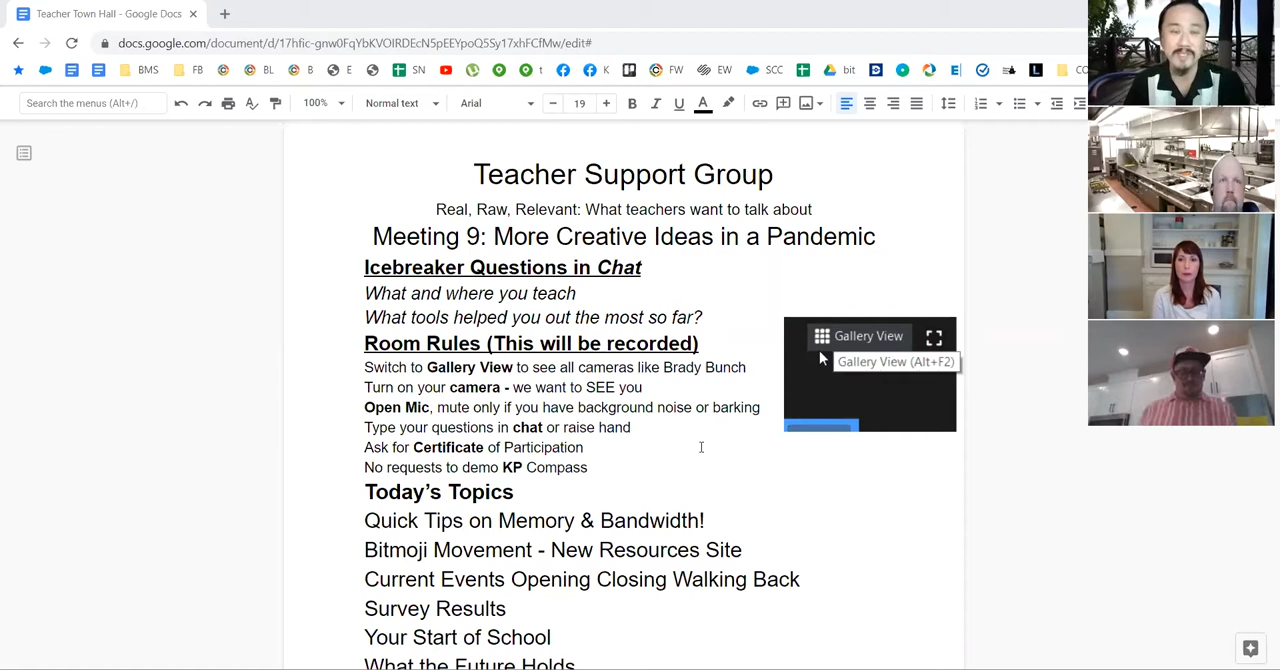 Teacher Town Hall - Google Docs
docs.google.com/document/d/17hfic-gnw0FqYbKVOIRDEcN5pEEYpoQ5Sy17xhFCfMw/edit#
BMS FB BL B E SN t K FW EW SCC bit E L CO
Search the menus (Alt+/) 100% Normal text Arial 19 B I U A
Teacher Support Group
Real, Raw, Relevant: What teachers want to talk about
Meeting 9: More Creative Ideas in a Pandemic
Icebreaker Questions in Chat
What and where you teach
What tools helped you out the most so far?
Room Rules (This will be recorded)
Switch to Gallery View to see all cameras like Brady Bunch
Turn on your camera - we want to SEE you
Open Mic, mute only if you have background noise or barking
Type your questions in chat or raise hand
Ask for Certificate of Participation
No requests to demo KP Compass
Gallery View
Gallery View (Alt+F2)
Today's Topics
Quick Tips on Memory & Bandwidth!
Bitmoji Movement - New Resources Site
Current Events Opening Closing Walking Back
Survey Results
Your Start of School
What the Future Holds